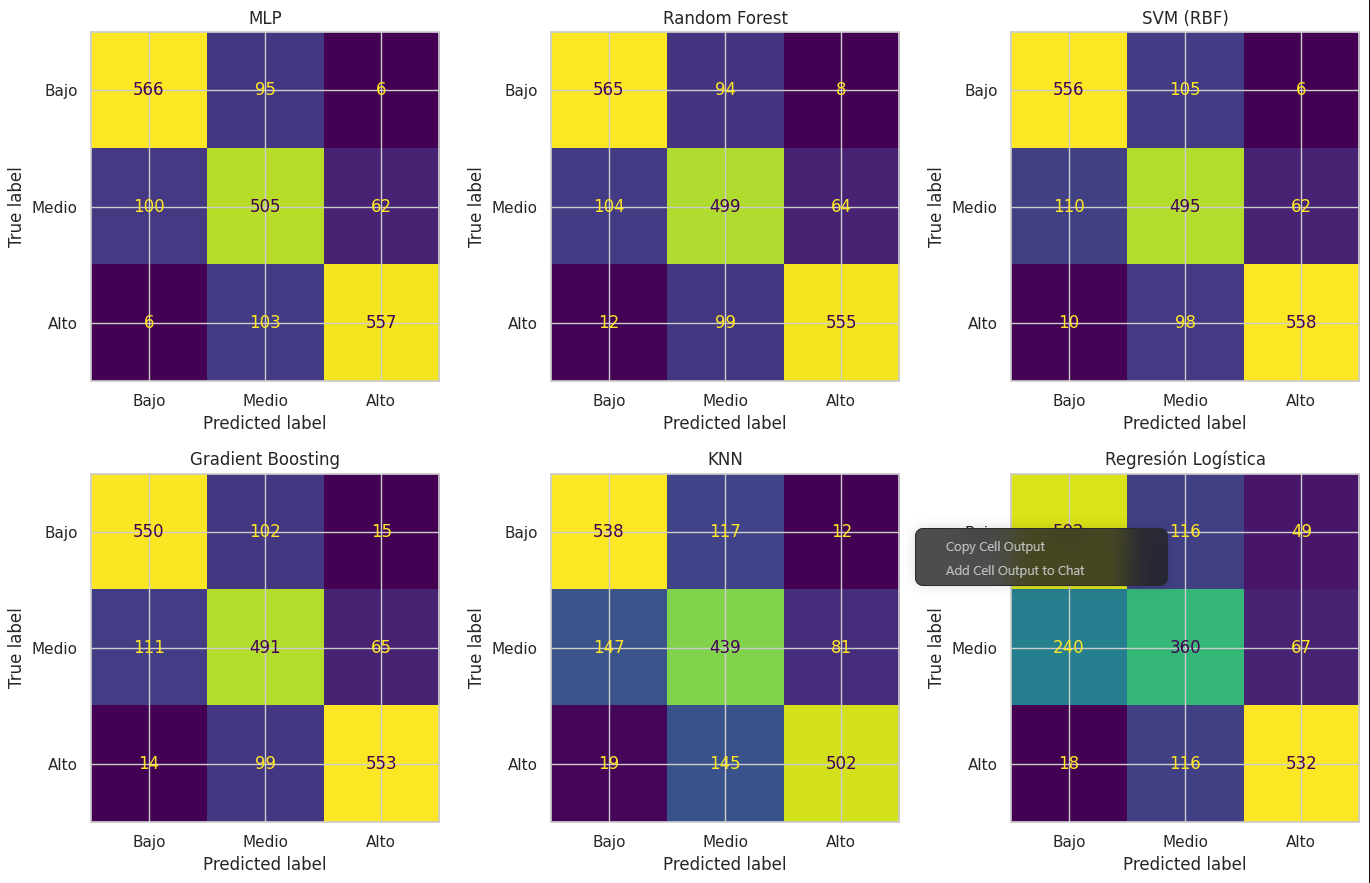 MLP
566 95 6
100 505 62
6 103 557
Bajo
Medio
Alto
True label
Bajo Medio Alto
Predicted label
Random Forest
565 94 8
104 499 64
12 99 555
Bajo
Medio
Alto
True label
Bajo Medio Alto
Predicted label
SVM (RBF)
556 105 6
110 495 62
10 98 558
Bajo
Medio
Alto
True label
Bajo Medio Alto
Predicted label
Gradient Boosting
550 102 15
111 491 65
14 99 553
Bajo
Medio
Alto
True label
Bajo Medio Alto
Predicted label
KNN
538 117 12
147 439 81
19 145 502
Bajo
Medio
Alto
True label
Bajo Medio Alto
Predicted label
Regresión Logística
116 49
240 360 67
18 116 532
Medio
Alto
True label
Bajo Medio Alto
Predicted label
Copy Cell Output
Add Cell Output to Chat